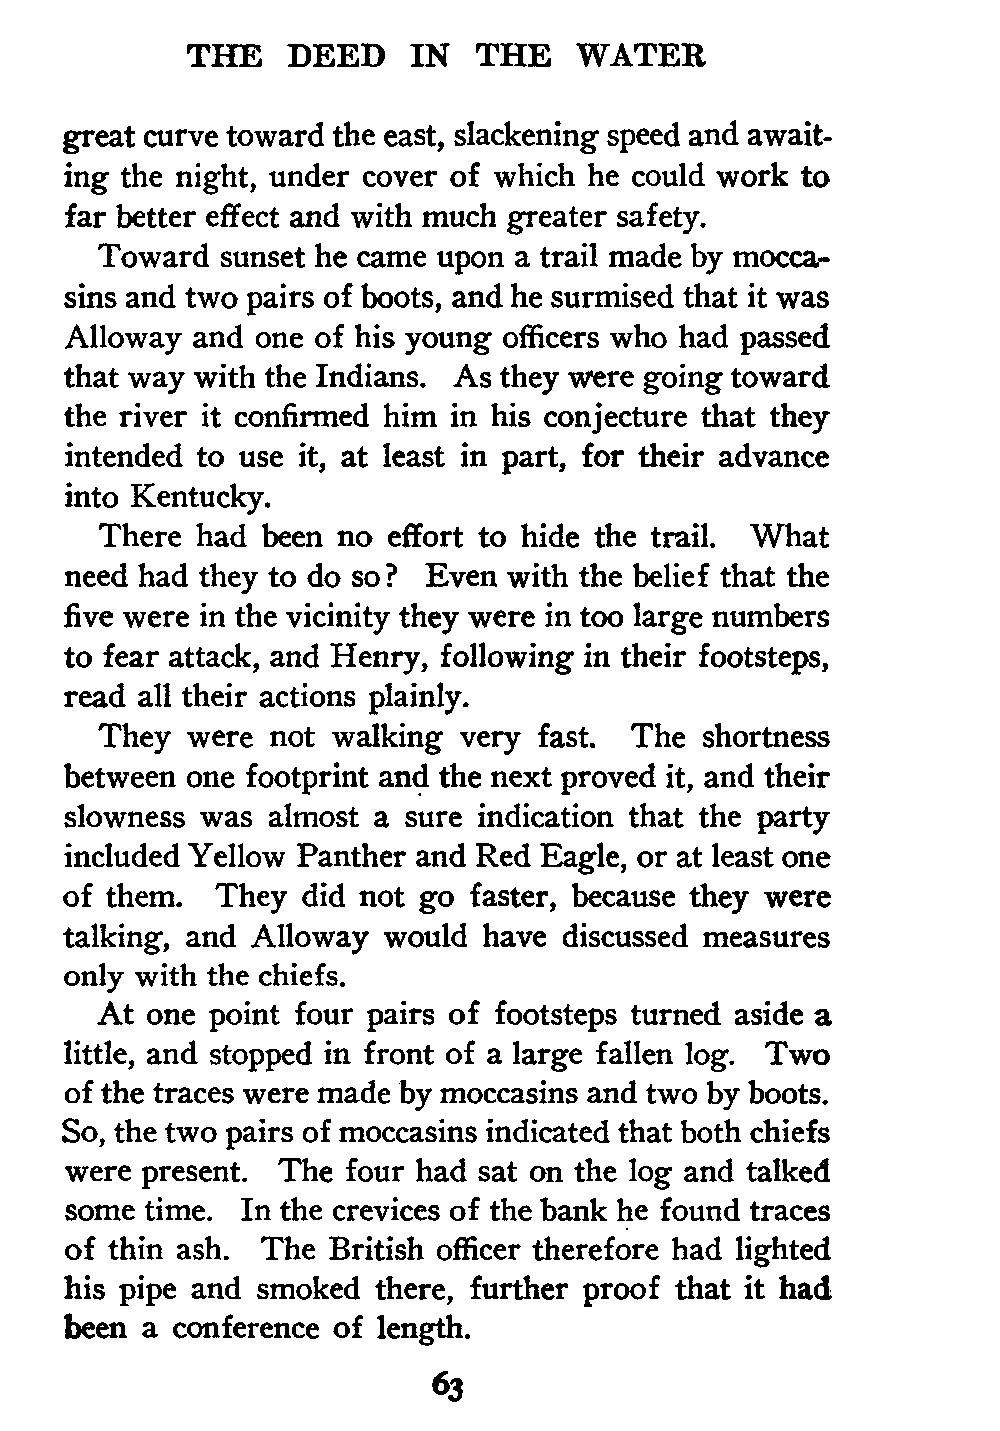 THE DEED IN THE WATER
great curve toward the east, slackening speed and await-
ing the night, under cover of which he could work to
far better effect and with much greater safety.
Toward sunset he came upon a trail made by mocca-
sins and two pairs of boots, and he surmised that it was
Alloway and one of his young officers who had passed
that way with the Indians. As they were going toward
the river it confirmed him in his conjecture that they
intended to use it, at least in part, for their advance
into Kentucky.
There had been no effort to hide the trail. What
need had they to do so? Even with the belief that the
five were in the vicinity they were in too large numbers
to fear attack, and Henry, following in their footsteps,
read all their actions plainly.
They were not walking very fast. The shortness
between one footprint and the next proved it, and their
slowness was almost a sure indication that the party
included Yellow Panther and Red Eagle, or at least one
of them. They did not go faster, because they were
talking, and Alloway would have discussed measures
only with the chiefs.
At one point four pairs of footsteps turned aside a
little, and stopped in front of a large fallen log. Two
of the traces were made by moccasins and two by boots.
So, the two pairs of moccasins indicated that both chiefs
were present. The four had sat on the log and talked
some time. In the crevices of the bank he found traces
of thin ash. The British officer therefore had lighted
his pipe and smoked there, further proof that it had
been a conference of length.
63